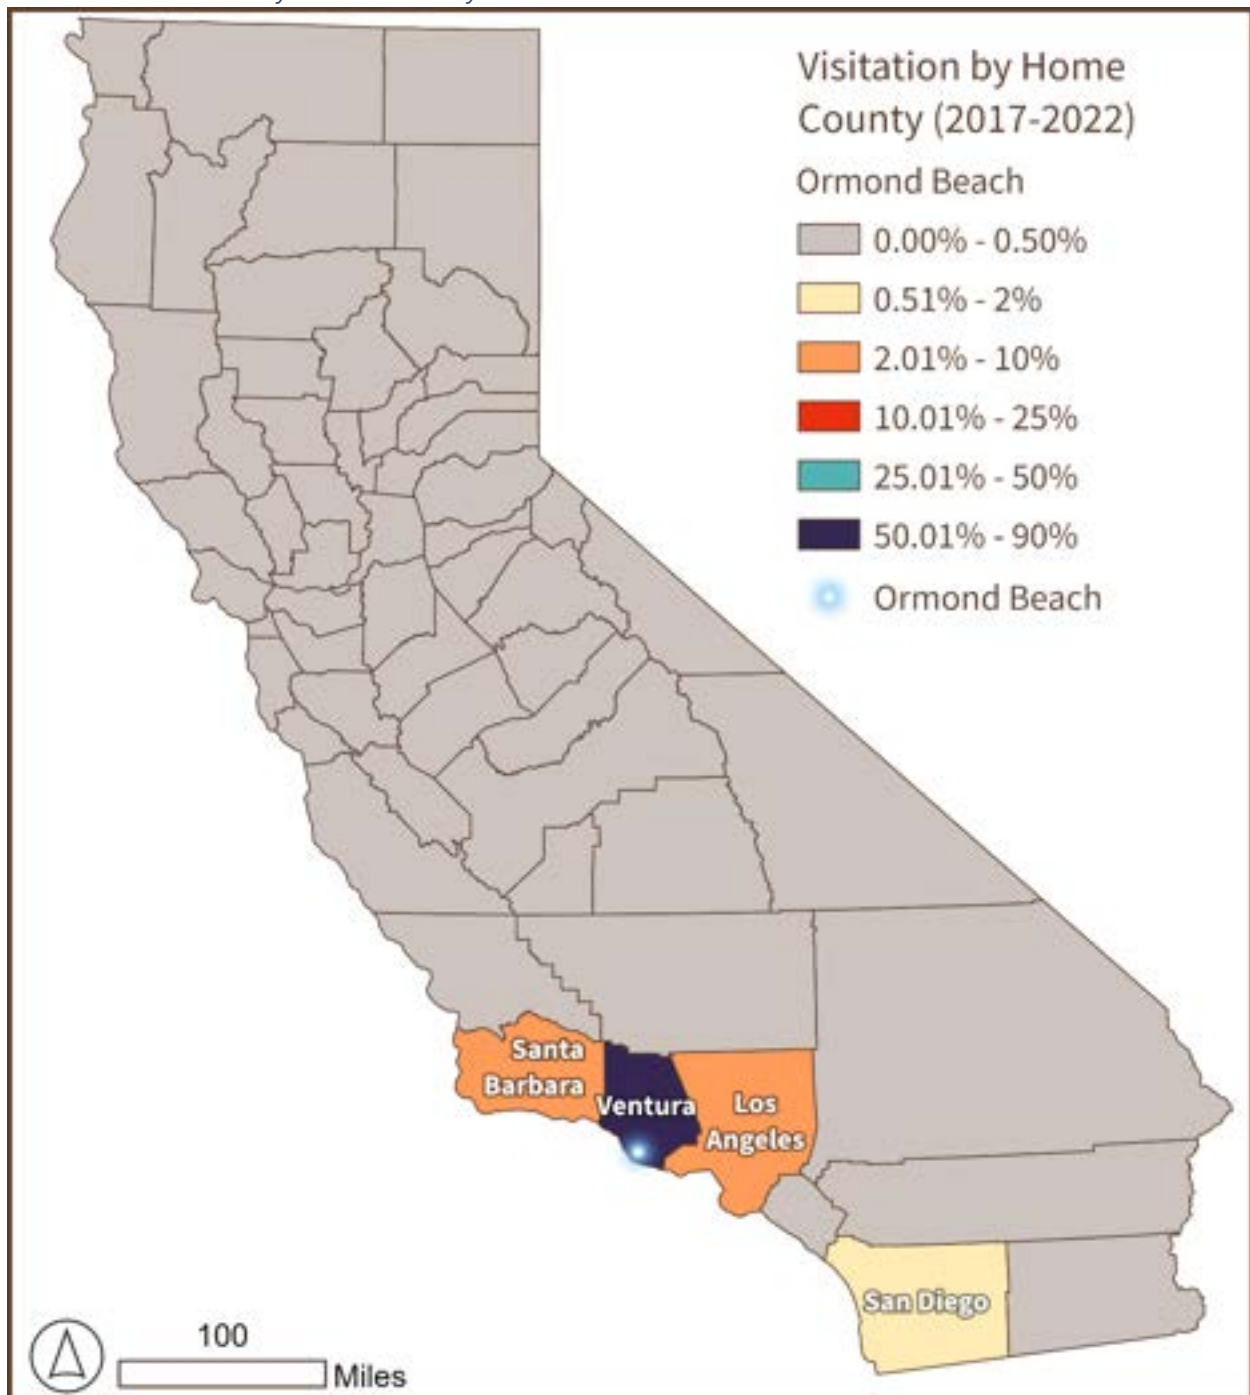 Visitation by Home
County (2017-2022)
Ormond Beach
0.00% - 0.50%
0.51% - 2%
2.01% - 10%
10.01% - 25%
25.01% - 50%
50.01% - 90%
Ormond Beach
Santa
Barbara
Ventura
Los
Angeles
San Diego
100
Miles